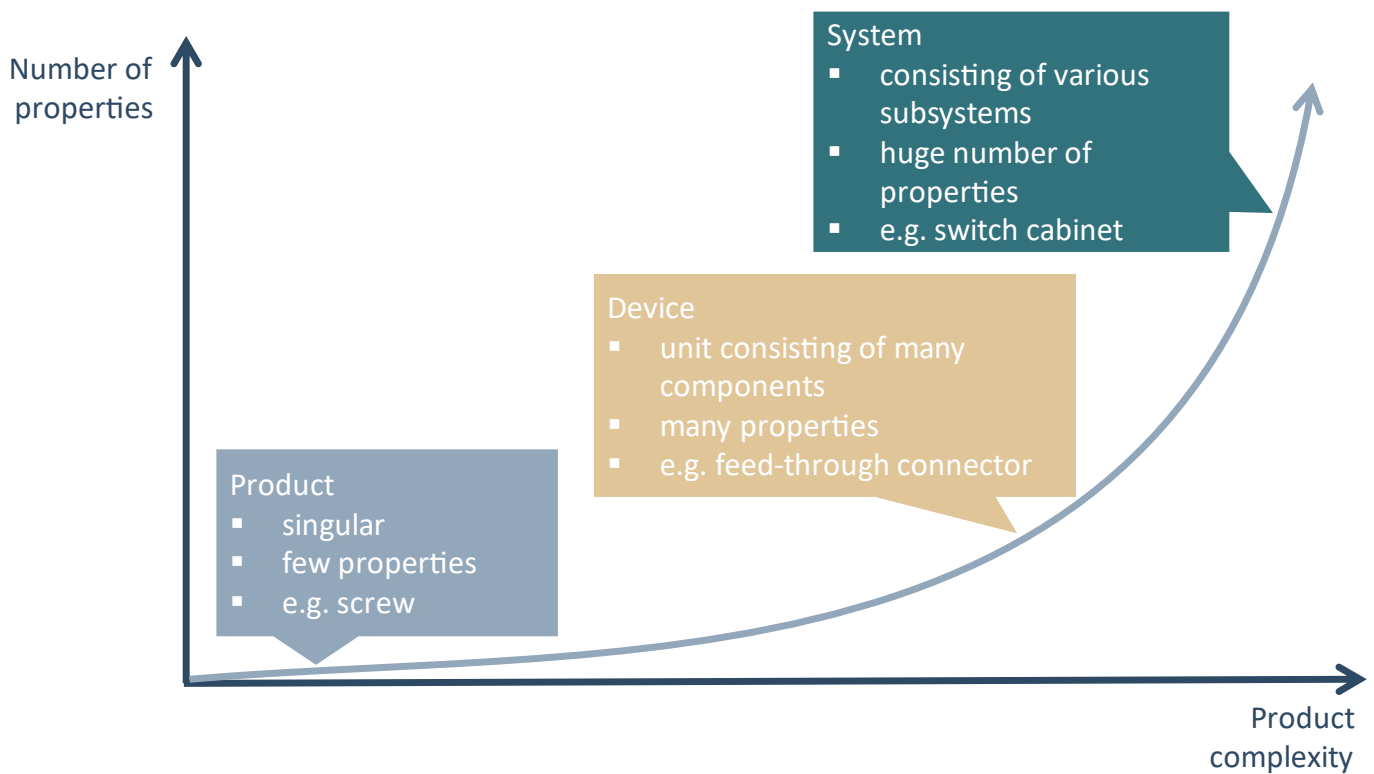 Number of
properties
System
▪ consisting of various
subsystems
▪ huge number of
properties
▪ e.g. switch cabinet
Device
▪ unit consisting of many
components
▪ many properties
▪ e.g. feed-through connector
Product
▪ singular
▪ few properties
▪ e.g. screw
Product
complexity